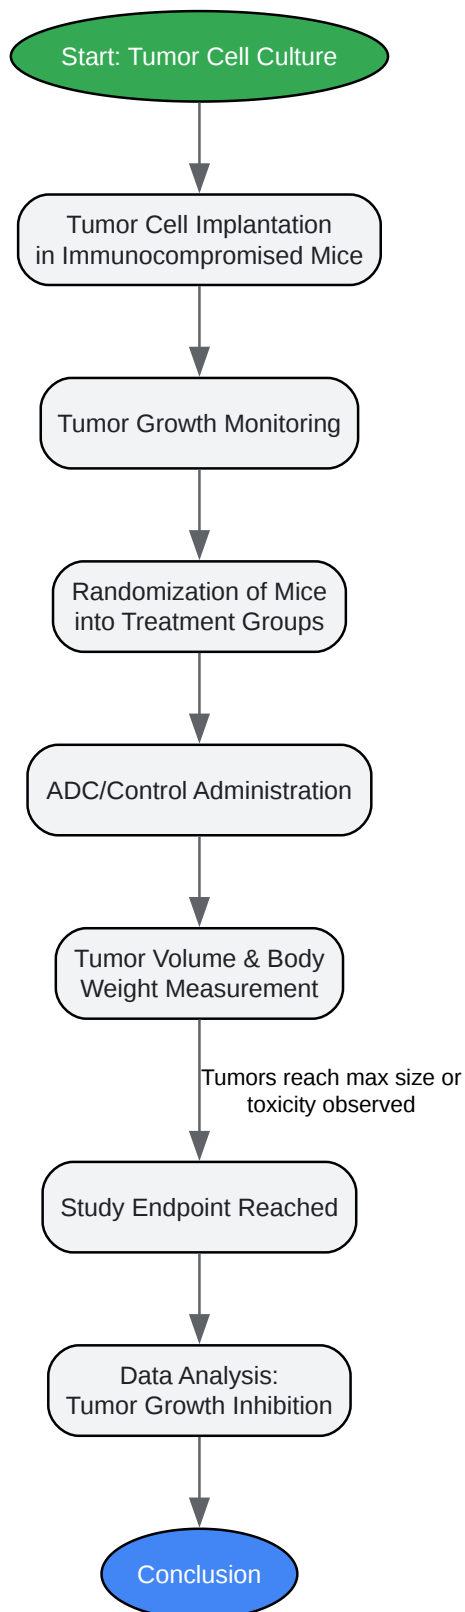 Start: Tumor Cell Culture
Tumor Cell Implantation
in Immunocompromised Mice
Tumor Growth Monitoring
Randomization of Mice
into Treatment Groups
ADC/Control Administration
Tumor Volume & Body
Weight Measurement
Tumors reach max size or
toxicity observed
Study Endpoint Reached
Data Analysis:
Tumor Growth Inhibition
Conclusion